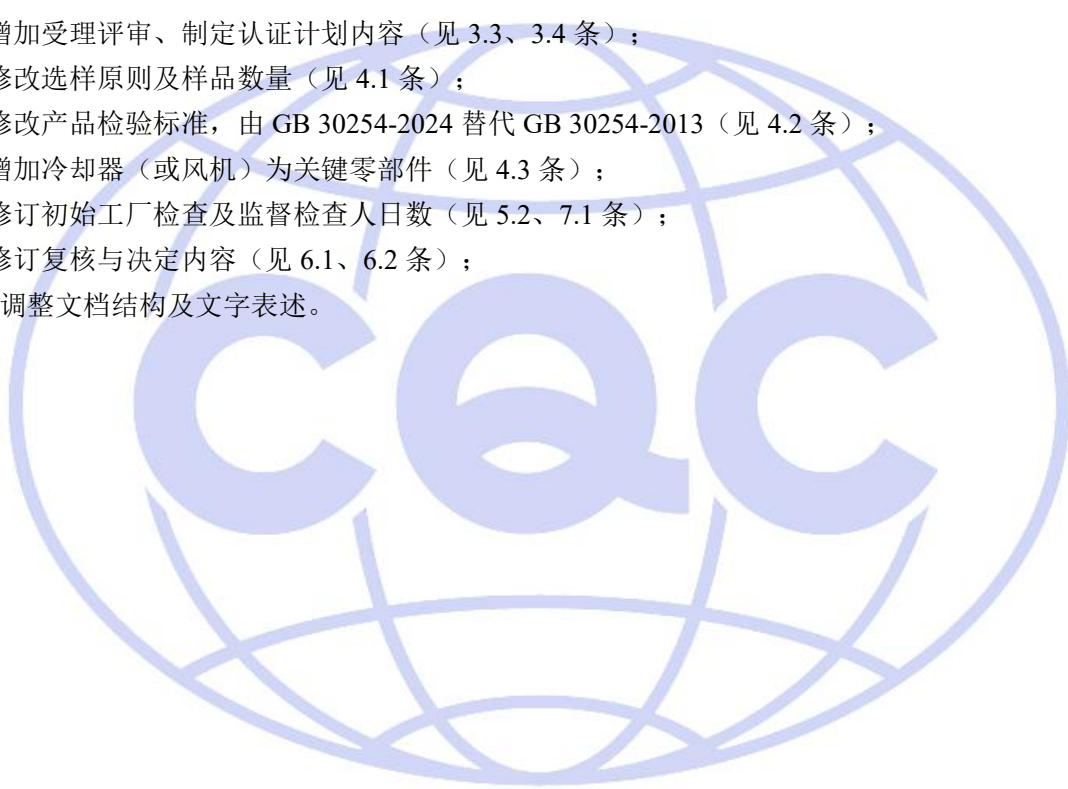 增加受理评审、制定认证计划内容（见 3.3、3.4 条）；
修改选样原则及样品数量（见 4.1 条）；
修改产品检验标准，由 GB 30254-2024 替代 GB 30254-2013（见 4.2 条）；
增加冷却器（或风机）为关键零部件（见 4.3 条）；
修订初始工厂检查及监督检查人日数（见 5.2、7.1 条）；
修订复核与决定内容（见 6.1、6.2 条）；
调整文档结构及文字表述。
CQC